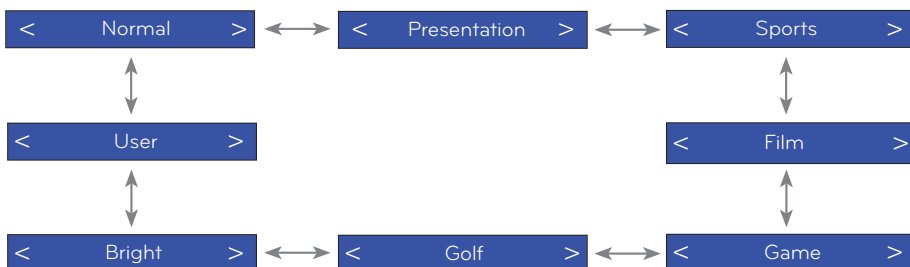 < Normal > < Presentation > < Sports >
< User > < Film >
< Bright > < Golf > < Game >